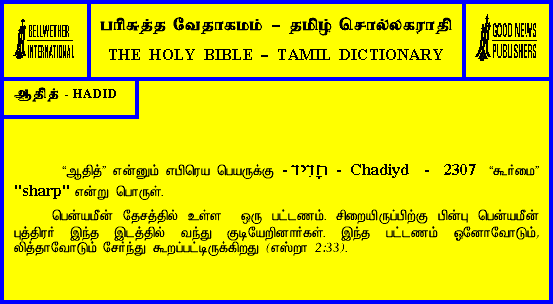 BELLWETHER
INTERNATIONAL
பரிசுத்த வேதாகமம் – தமிழ் சொல்லகராதி
THE HOLY BIBLE – TAMIL DICTIONARY
GOOD NEWS
PUBLISHERS
ஆதித் - HADID
“ஆதித்” என்னும் எபிரெய பெயருக்கு - חָדִיד - Chadiyd - 2307 “கூர்மை”
"sharp" என்று பொருள்.
பென்யமீன் தேசத்தில் உள்ள ஒரு பட்டணம். சிறையிருப்பிற்கு பின்பு பென்யமீன்
புத்திரர் இந்த இடத்தில் வந்து குடியேறினார்கள். இந்த பட்டணம் ஓனோவோடும்,
லித்தாவோடும் சேர்ந்து கூறப்பட்டிருக்கிறது (எஸ்றா 2:33).